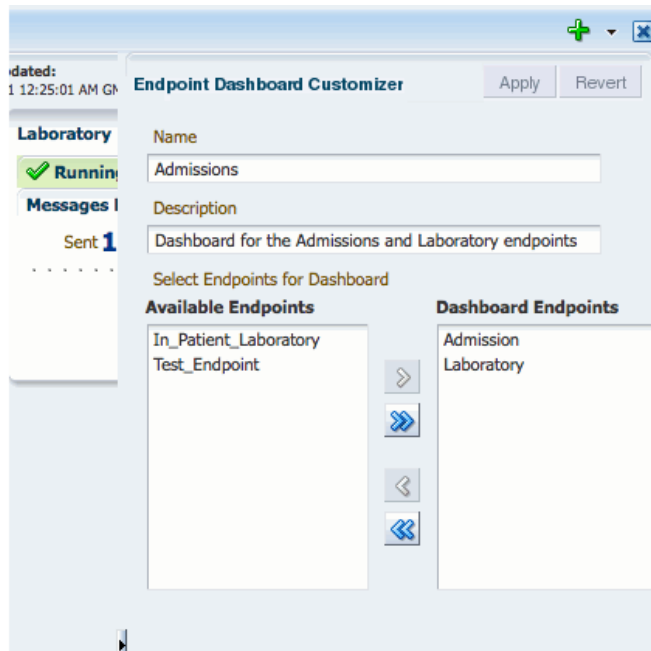 dated:
1 12:25:01 AM GM
Endpoint Dashboard Customizer
Apply
Revert
Laboratory
Running
Messages
Sent 1
Name
Admissions
Description
Dashboard for the Admissions and Laboratory endpoints
Select Endpoints for Dashboard
Available Endpoints
Dashboard Endpoints
In_Patient_Laboratory
Test_Endpoint
Admission
Laboratory